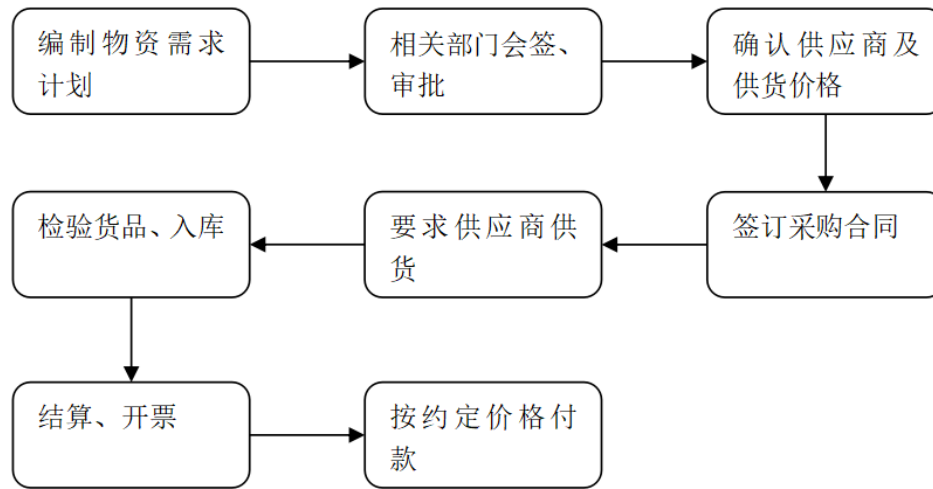 编制物资需求
计划
相关部门会签、
审批
确认供应商及
供货价格
签订采购合同
要求供应商供
货
检验货品、入库
结算、开票
按约定价格付
款